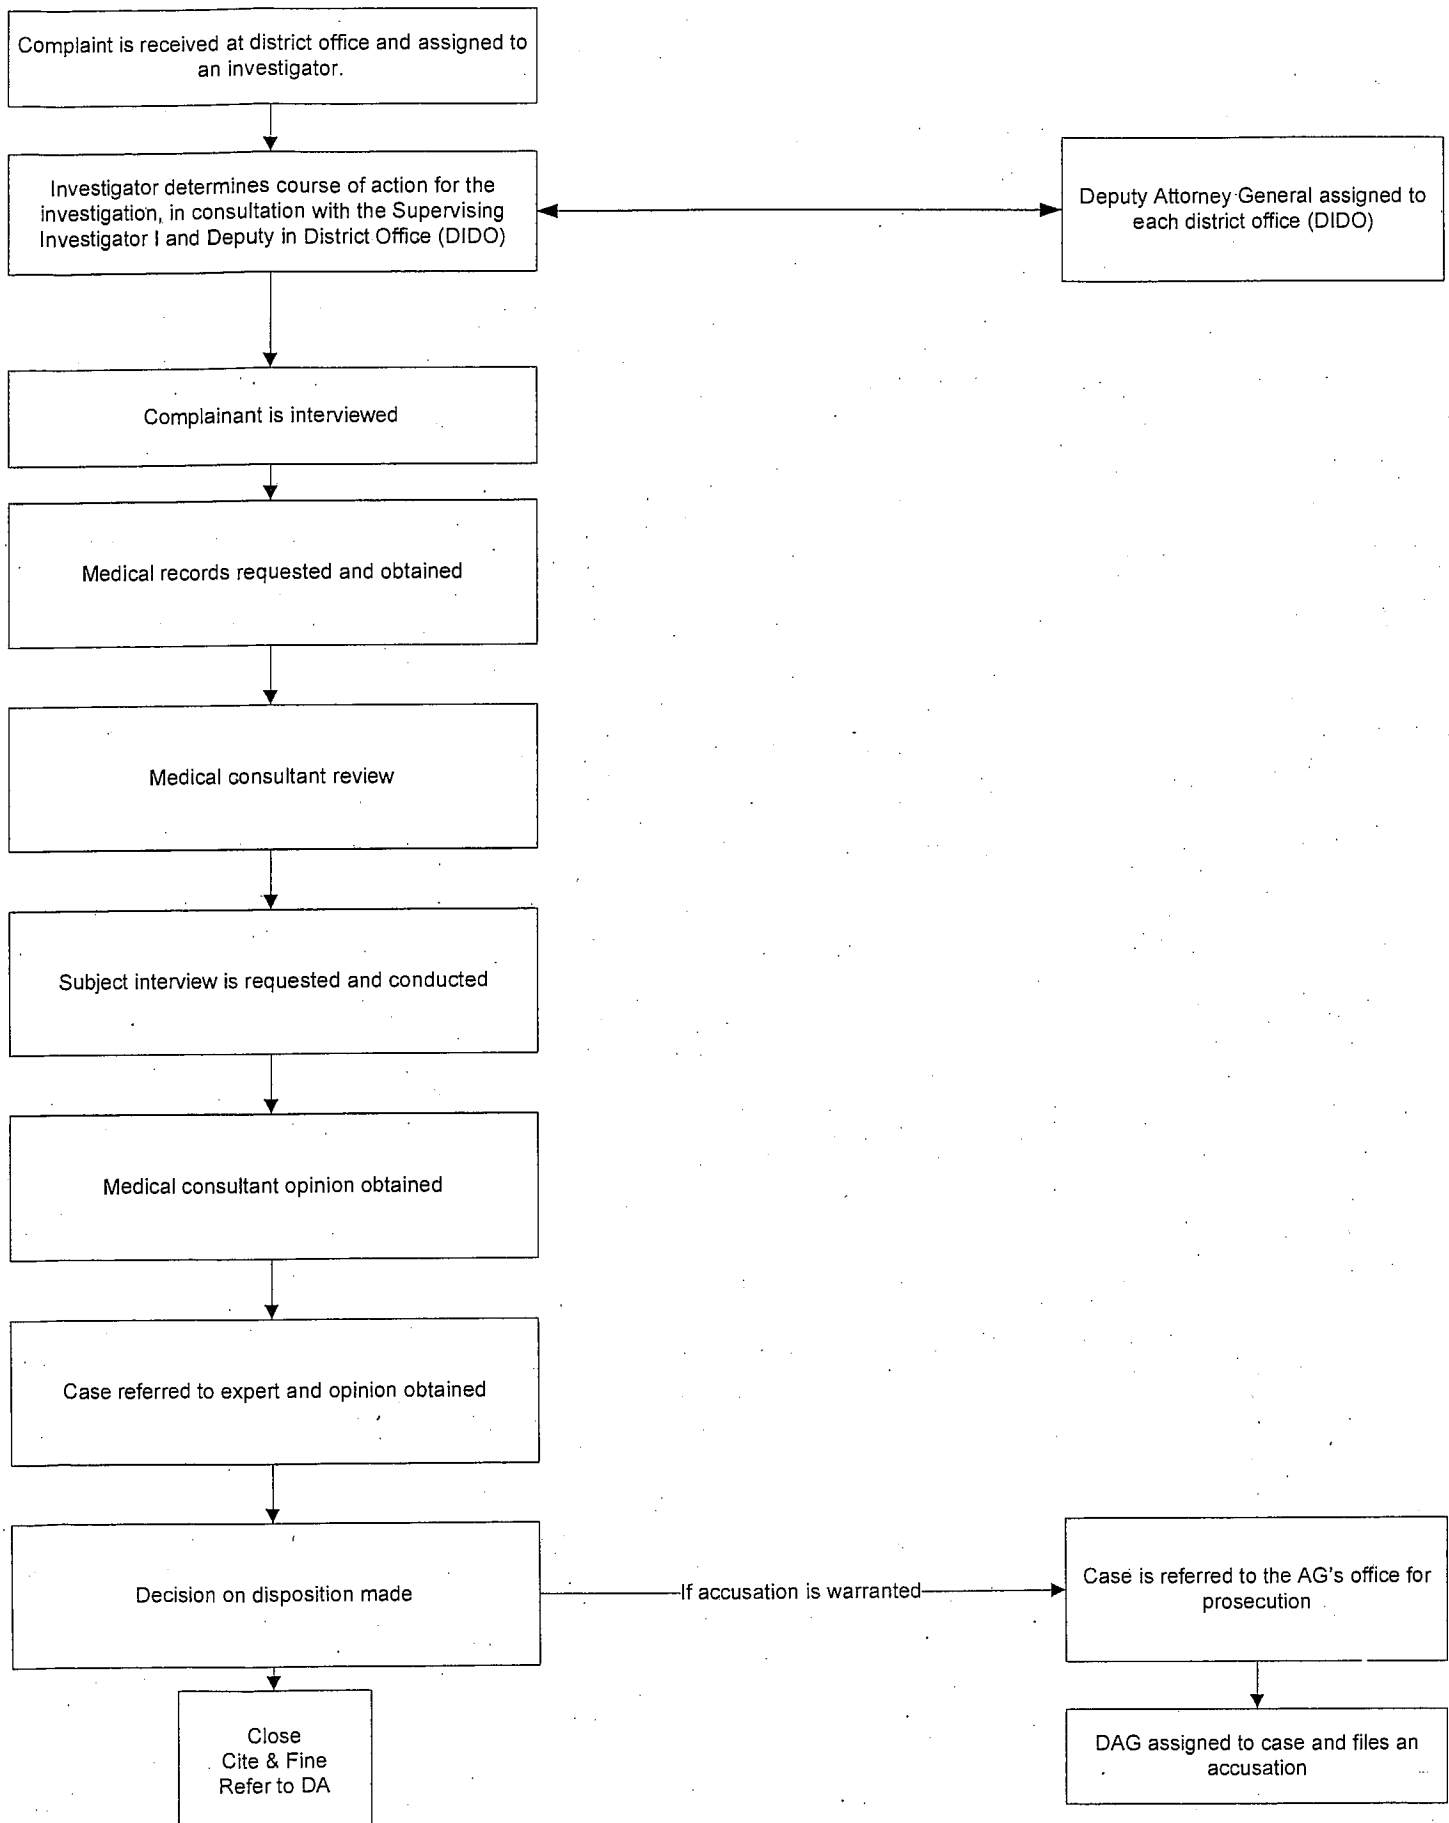 Complaint is received at district office and assigned to
an investigator.
Investigator determines course of action for the
investigation, in consultation with the Supervising
Investigator I and Deputy in District Office (DIDO)
Deputy Attorney General assigned to
each district office (DIDO)
Complainant is interviewed
Medical records requested and obtained
Medical consultant review
Subject interview is requested and conducted
Medical consultant opinion obtained
Case referred to expert and opinion obtained
Decision on disposition made
If accusation is warranted
Case is referred to the AG's office for
prosecution
Close
Cite & Fine
Refer to DA
DAG assigned to case and files an
accusation